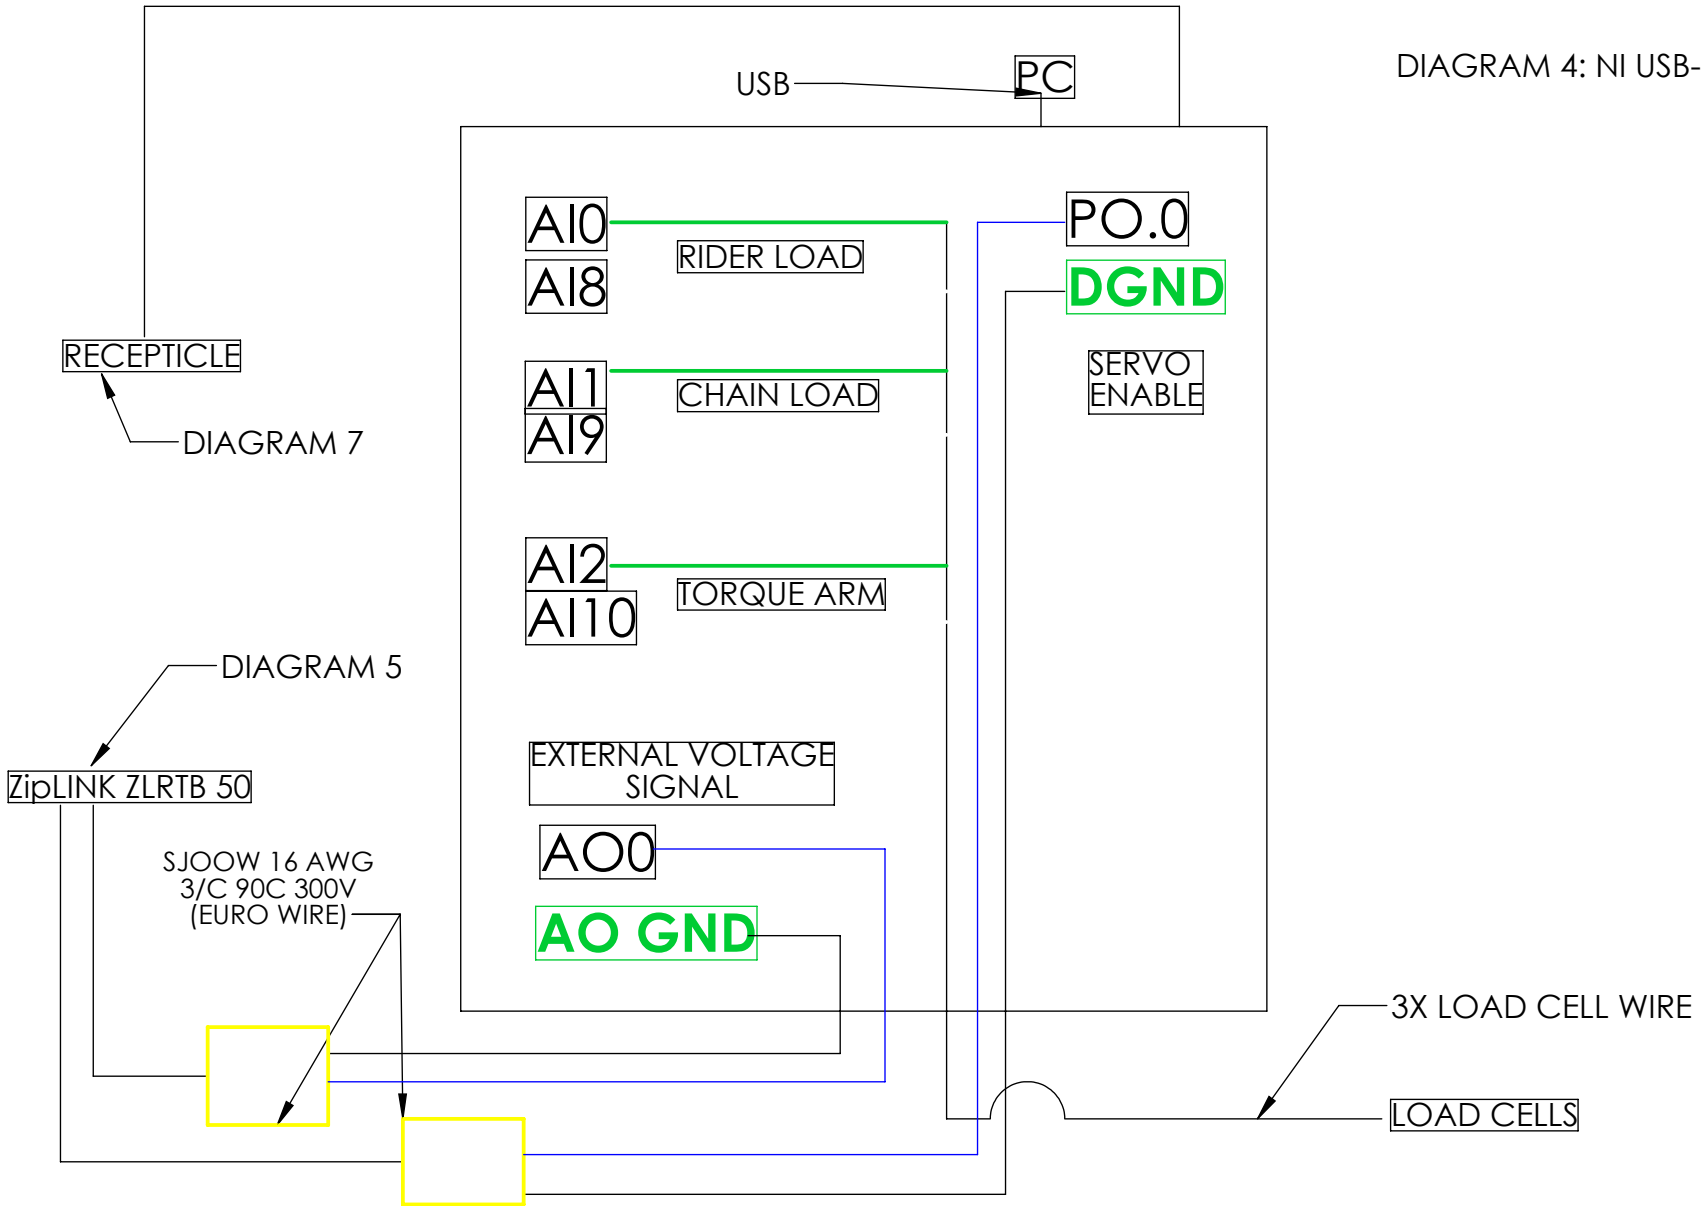 DIAGRAM 4: NI USB-
USB
PC
AI0
PO.0
RIDER LOAD
AI8
DGND
RECEPTICLE
AI1
CHAIN LOAD
SERVO
ENABLE
AI9
DIAGRAM 7
AI2
TORQUE ARM
AI10
DIAGRAM 5
EXTERNAL VOLTAGE
SIGNAL
ZipLINK ZLRTB 50
AO0
SJOOW 16 AWG
3/C 90C 300V
(EURO WIRE)
AO GND
3X LOAD CELL WIRE
LOAD CELLS